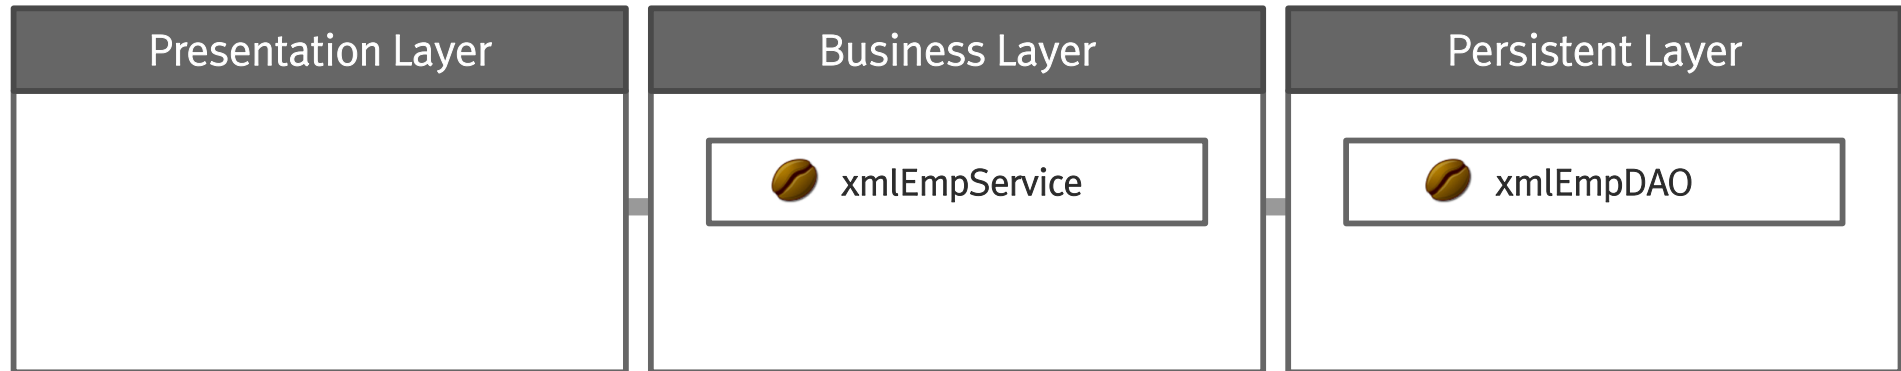 Presentation Layer
Business Layer
Persistent Layer
xmlEmpService
xmlEmpDAO